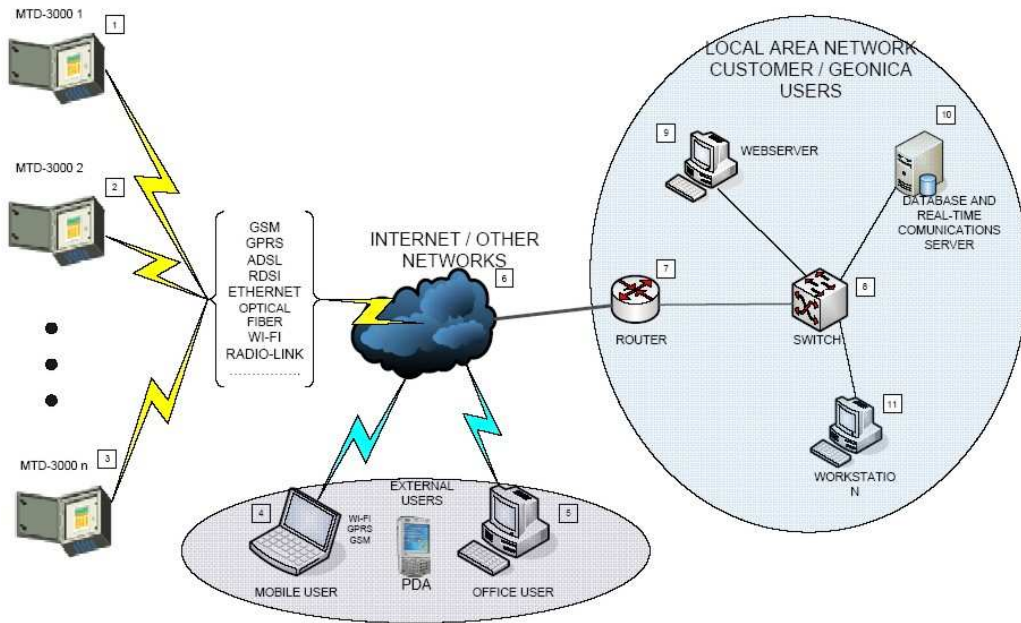 MTD-3000 1
1
MTD-3000 2
2
MTD-3000 n
3
GSM
GPRS
ADSL
RDSI
ETHERNET
OPTICAL
FIBER
WI-FI
RADIO-LINK
.................
INTERNET / OTHER
NETWORKS
6
EXTERNAL
USERS
4
WI-FI
GPRS
GSM
MOBILE USER
PDA
5
OFFICE USER
LOCAL AREA NETWORK
CUSTOMER / GEONICA
USERS
9
WEBSERVER
10
DATABASE AND
REAL-TIME
COMUNICATIONS
SERVER
7
ROUTER
8
SWITCH
11
WORKSTATIO
N